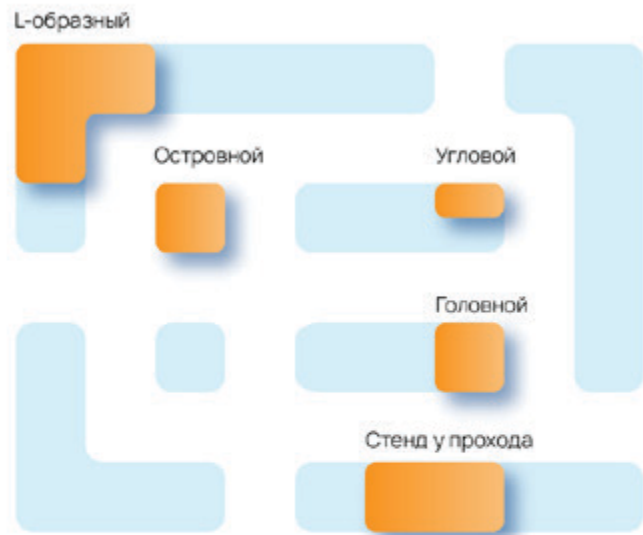 L-образный
Островной
Угловой
Головной
Стенд у прохода